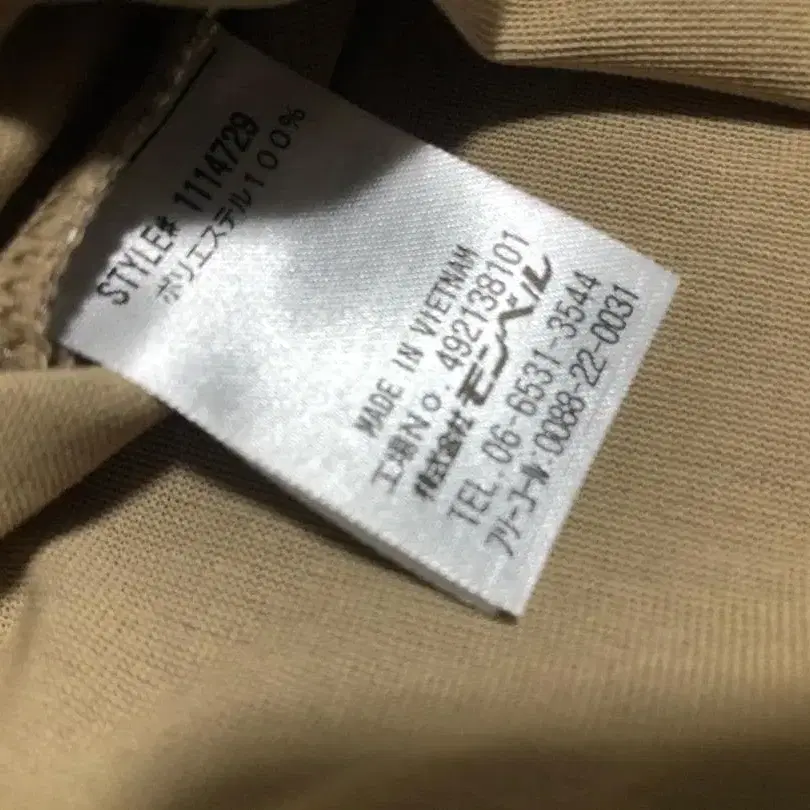 STYLE# 1114729
ポリエステル100%
MADE IN VIETNAM
工場No. 492138101
株式会社モンベル
TEL. 06-6531-3544
フリーコール:0088-22-0031